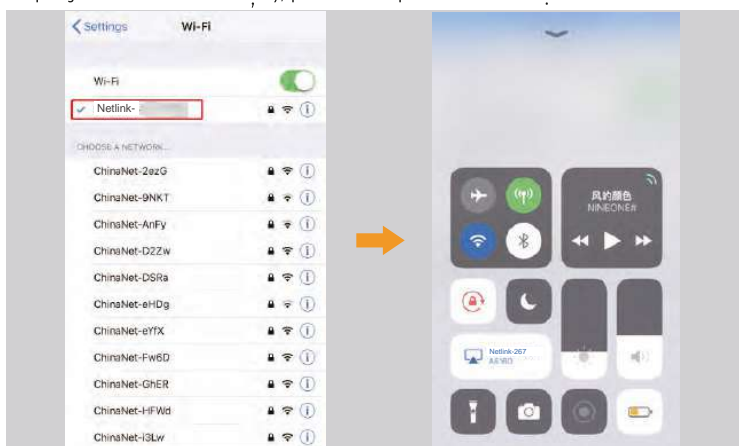 Settings
Wi-Fi
Wi-Fi
Netlink-
CHOOSE A NETWORK...
ChinaNet-2ezG
ChinaNet-9NKT
ChinaNet-AnFy
ChinaNet-D2Zw
ChinaNet-DSRa
ChinaNet-eHDg
ChinaNet-eYfX
ChinaNet-Fw6D
ChinaNet-GhER
ChinaNet-HFWd
ChinaNet-i3Lw
风的颜色
NINEONE#
Netlink-267
A6180